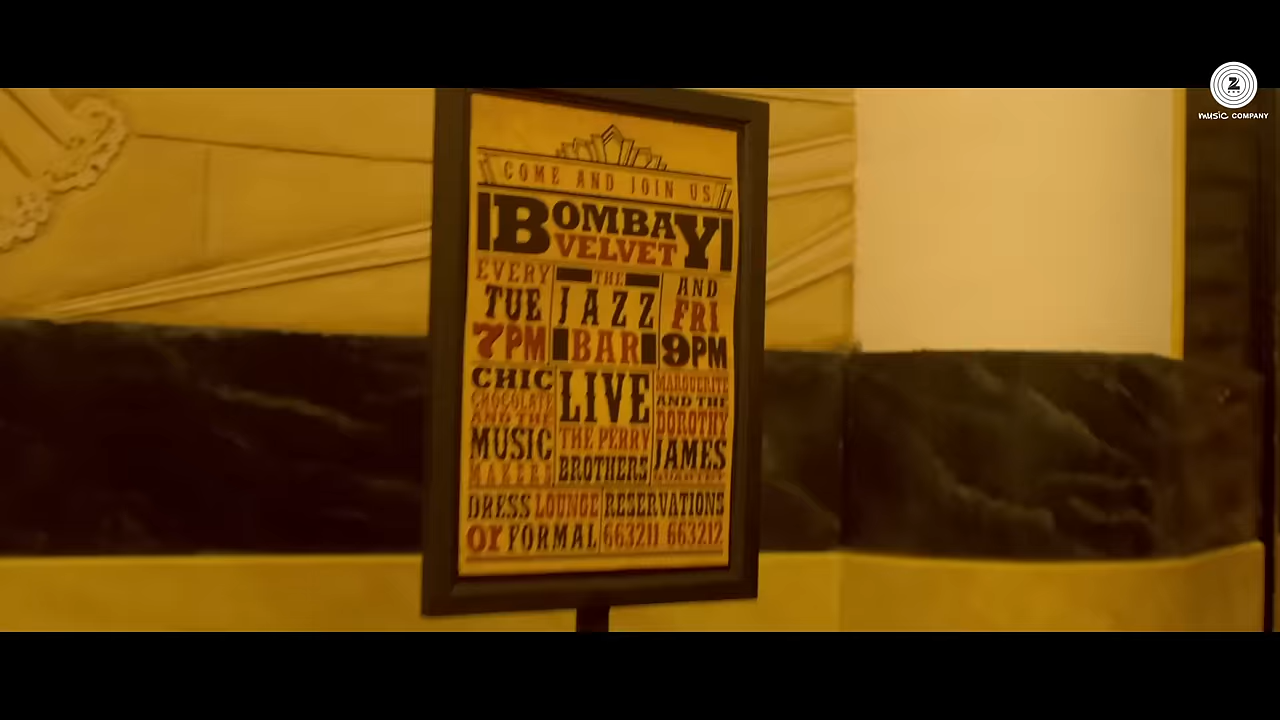 COME AND JOIN US
BOMBAY
VELVET
EVERY
TUE
7PM
THE
JAZZ
BAR
AND
FRI
9PM
CHIC
CHOCOLATE
AND THE
MUSIC
MAKERS
LIVE
THE PERRY
BROTHERS
MARGUERITE
AND THE
DOROTHY
JAMES
DRESS LOUNGE
or FORMAL
RESERVATIONS
663211 663212
Z
music COMPANY